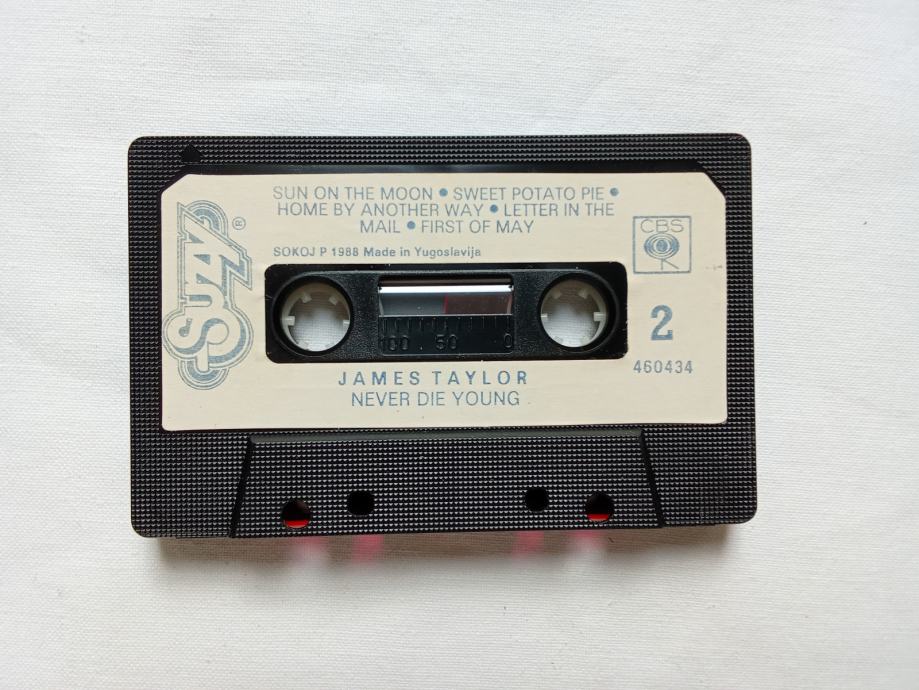 SUN ON THE MOON • SWEET POTATO PIE •
HOME BY ANOTHER WAY • LETTER IN THE
MAIL • FIRST OF MAY
SOKOJ P 1988 Made in Yugoslavija
SUZY ®
CBS
100 50 0
2
460434
JAMES TAYLOR
NEVER DIE YOUNG